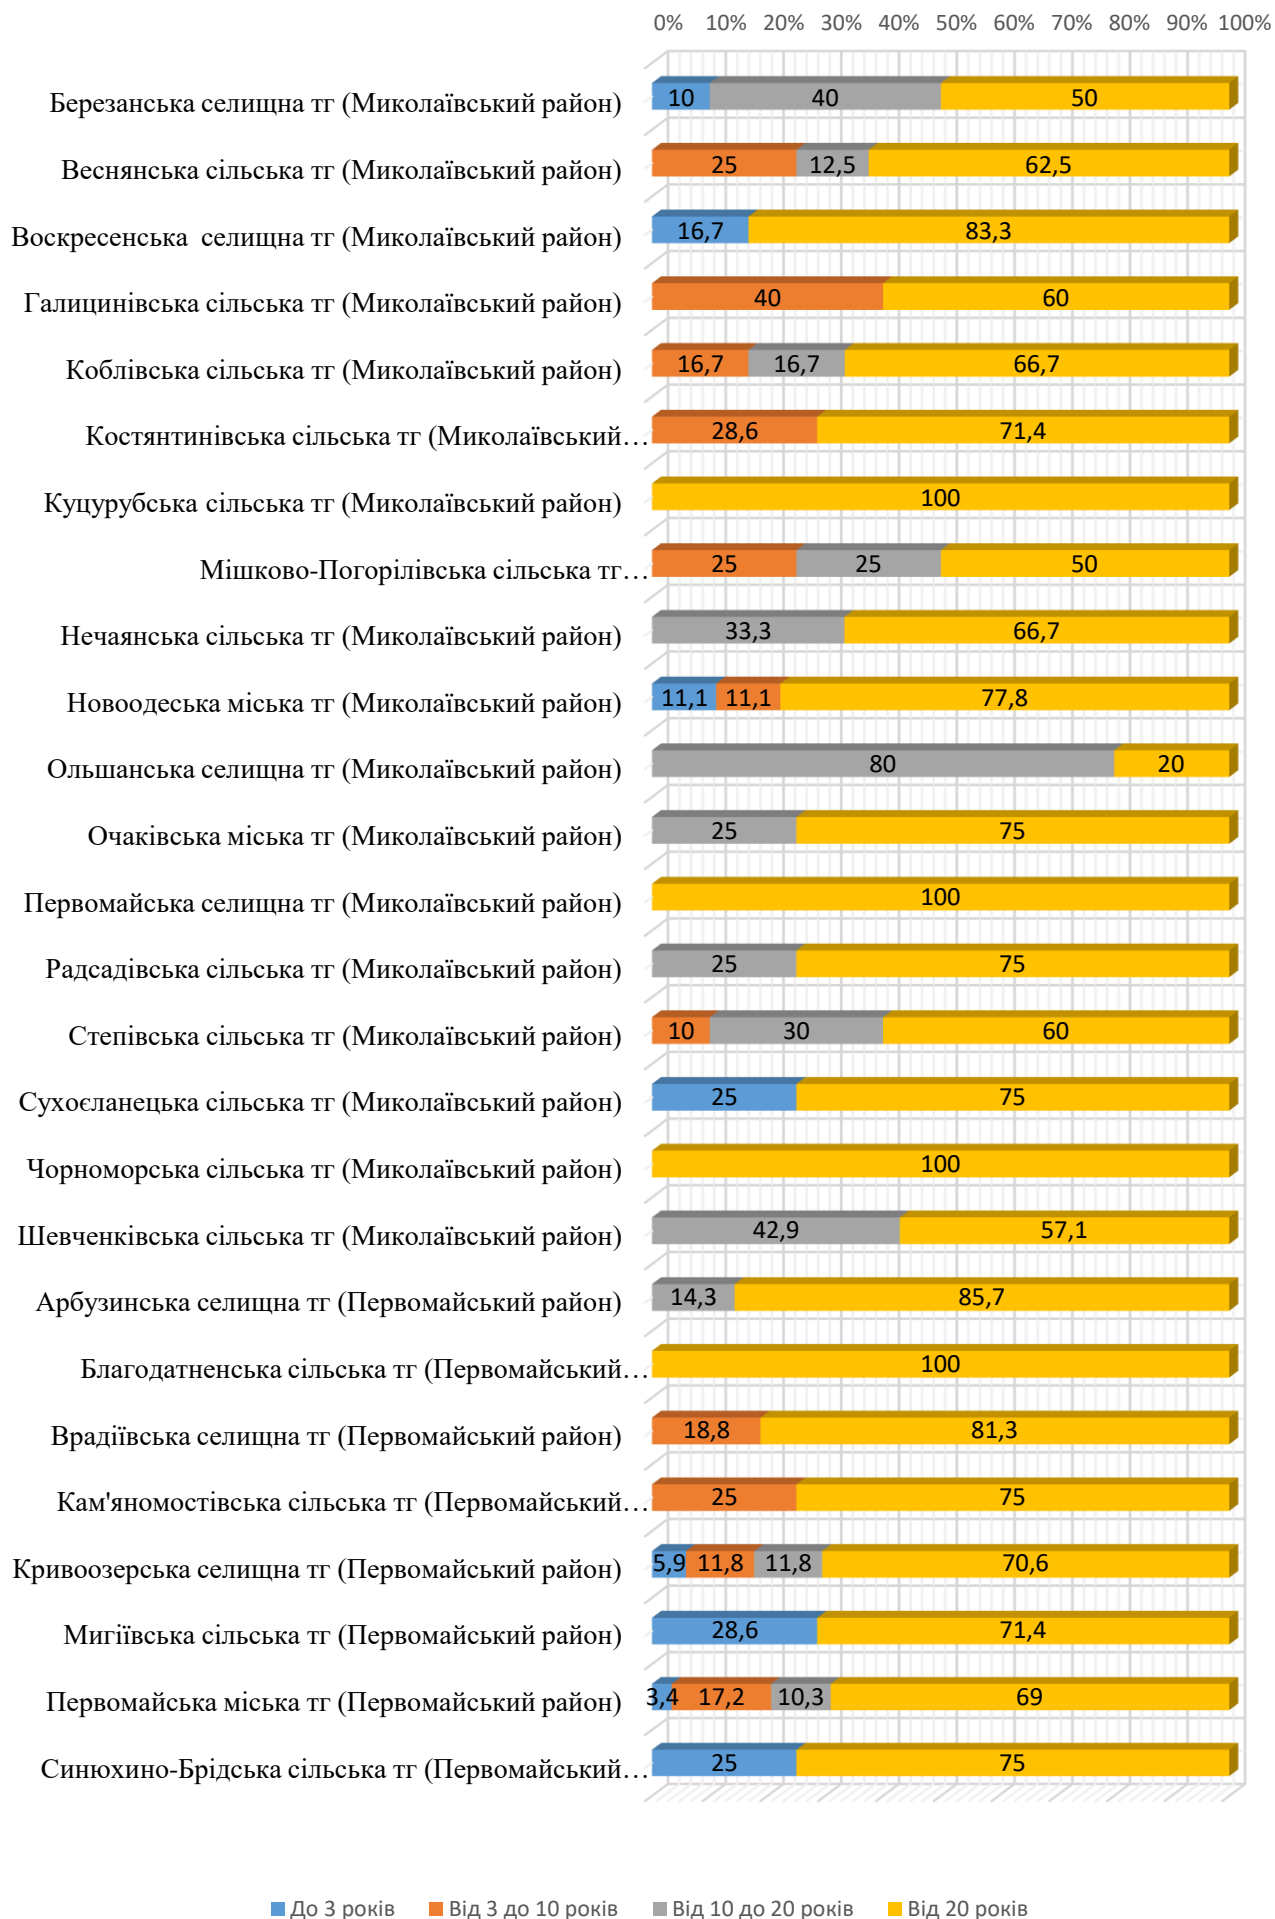 0% 10% 20% 30% 40% 50% 60% 70% 80% 90% 100%
Березанська селищна тг (Миколаївський район) 10 40 50
Веснянська сільська тг (Миколаївський район) 25 12,5 62,5
Воскресенська селищна тг (Миколаївський район) 16,7 83,3
Галицинівська сільська тг (Миколаївський район) 40 60
Коблівська сільська тг (Миколаївський район) 16,7 16,7 66,7
Костянтинівська сільська тг (Миколаївський… 28,6 71,4
Куцурубська сільська тг (Миколаївський район) 100
Мішково-Погорілівська сільська тг… 25 25 50
Нечаянська сільська тг (Миколаївський район) 33,3 66,7
Новоодеська міська тг (Миколаївський район) 11,1 11,1 77,8
Ольшанська селищна тг (Миколаївський район) 80 20
Очаківська міська тг (Миколаївський район) 25 75
Первомайська селищна тг (Миколаївський район) 100
Радсадівська сільська тг (Миколаївський район) 25 75
Степівська сільська тг (Миколаївський район) 10 30 60
Сухоєланецька сільська тг (Миколаївський район) 25 75
Чорноморська сільська тг (Миколаївський район) 100
Шевченківська сільська тг (Миколаївський район) 42,9 57,1
Арбузинська селищна тг (Первомайський район) 14,3 85,7
Благодатненська сільська тг (Первомайський… 100
Врадіївська селищна тг (Первомайський район) 18,8 81,3
Кам'яномостівська сільська тг (Первомайський… 25 75
Кривоозерська селищна тг (Первомайський район) 5,9 11,8 11,8 70,6
Мигіївська сільська тг (Первомайський район) 28,6 71,4
Первомайська міська тг (Первомайський район) 3,4 17,2 10,3 69
Синюхино-Брідська сільська тг (Первомайський… 25 75
До 3 років Від 3 до 10 років Від 10 до 20 років Від 20 років